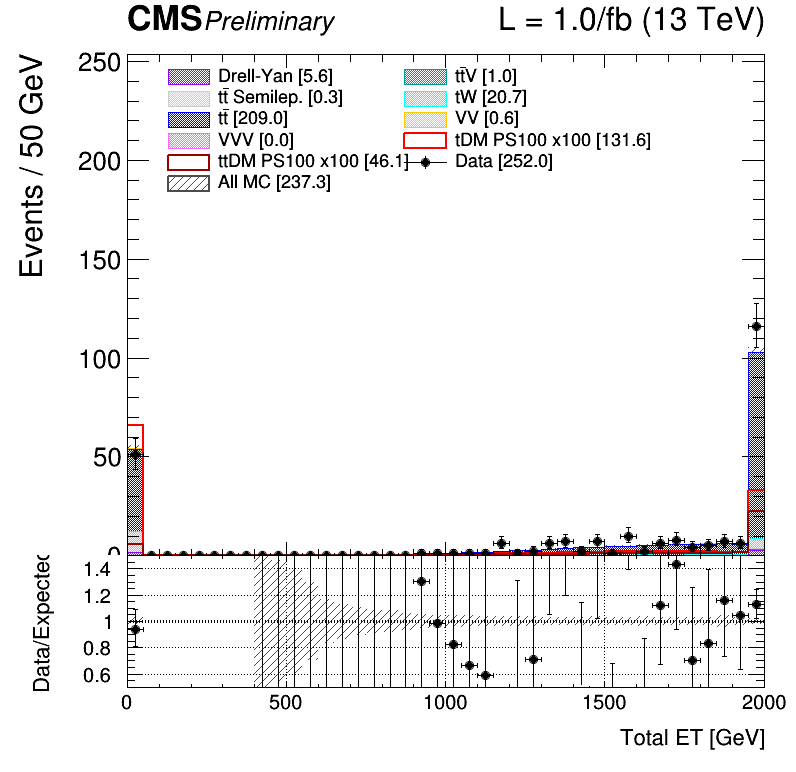 CMS Preliminary L = 1.0/fb (13 TeV)
Events / 50 GeV
250
200
150
100
50
0
Drell-Yan [5.6] tt̄V [1.0]
tt̄ Semilep. [0.3] tW [20.7]
tt̄ [209.0] VV [0.6]
VVV [0.0] tDM PS100 x100 [131.6]
ttDM PS100 x100 [46.1] Data [252.0]
All MC [237.3]
Data/Expected
1.4
1.2
1
0.8
0.6
0 500 1000 1500 2000
Total ET [GeV]